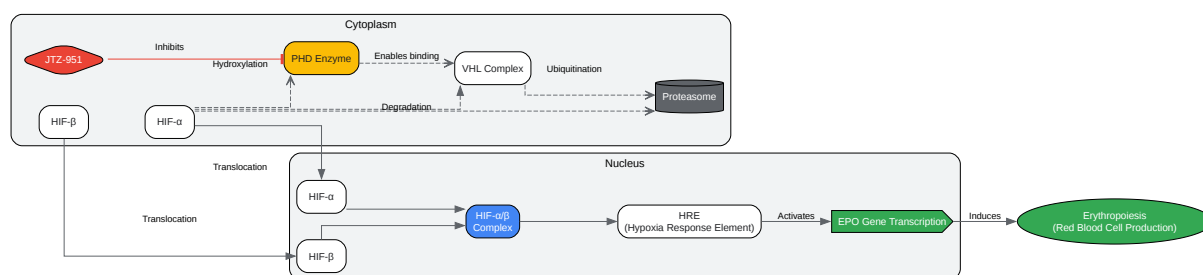 Cytoplasm
JTZ-951
Inhibits
Hydroxylation
PHD Enzyme
Enables binding
VHL Complex
Ubiquitination
Proteasome
Degradation
HIF-β
HIF-α
Translocation
Translocation
Nucleus
HIF-α
HIF-β
HIF-α/β
Complex
HRE
(Hypoxia Response Element)
Activates
EPO Gene Transcription
Induces
Erythropoiesis
(Red Blood Cell Production)